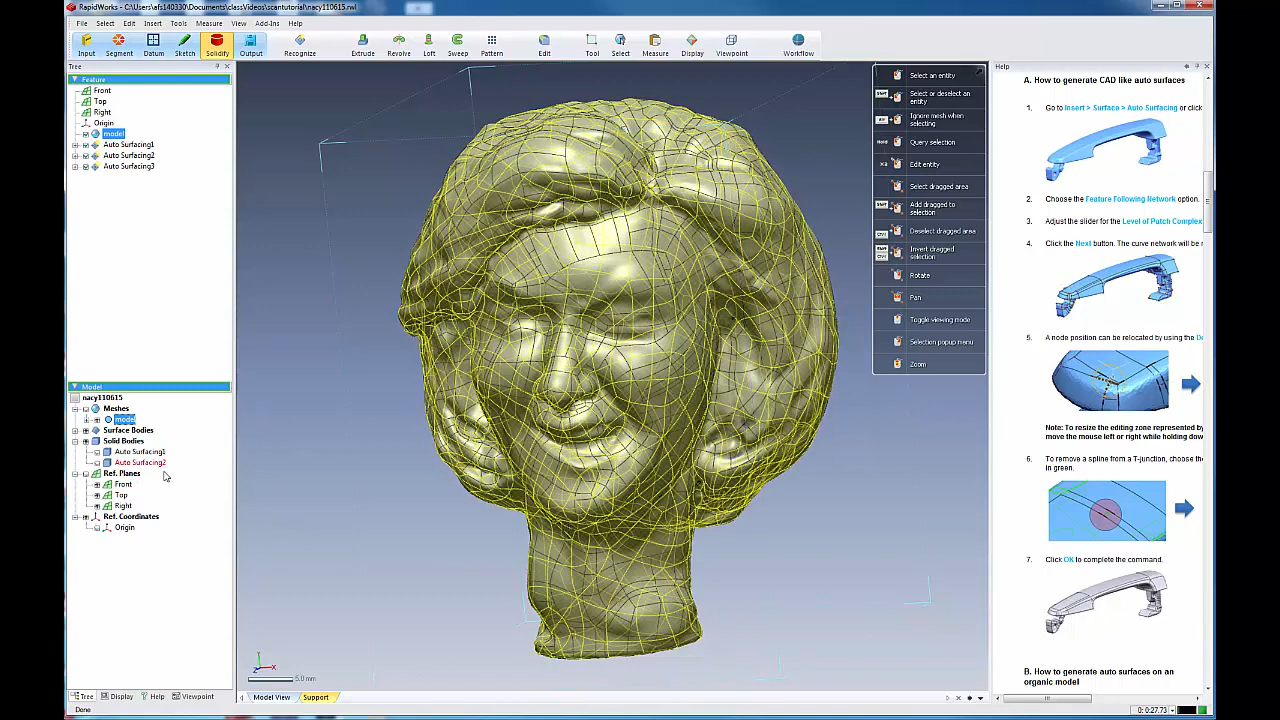 RapidWorks - C:\Users\afs140330\Documents\classVideos\scantutorial\nacy110615.rwl
File Select Edit Insert Tools Measure View Add-Ins Help
Input Segment Datum Sketch Solidify Output Recognize Extrude Revolve Loft Sweep Pattern Edit Tool Select Measure Display Viewpoint Workflow
Tree
Feature
Front
Top
Right
Origin
model
Auto Surfacing1
Auto Surfacing2
Auto Surfacing3
Model
nacy110615
Meshes
model
Surface Bodies
Solid Bodies
Auto Surfacing1
Auto Surfacing2
Ref. Planes
Front
Top
Right
Ref. Coordinates
Origin
Tree Display Help Viewpoint
Done
Y
X
Z
5.0 mm
Model View Support
Select an entity
Select or deselect an
entity
Ignore mesh when
selecting
Query selection
Edit entity
Select dragged area
Add dragged to
selection
Deselect dragged area
Invert dragged
selection
Rotate
Pan
Toggle viewing mode
Selection popup menu
Zoom
Help
A. How to generate CAD like auto surfaces
1. Go to Insert > Surface > Auto Surfacing or click
2. Choose the Feature Following Network option.
3. Adjust the slider for the Level of Patch Complex
4. Click the Next button. The curve network will be r
5. A node position can be relocated by using the De
Note: To resize the editing zone represented by
move the mouse left or right while holding dow
6. To remove a spline from a T-junction, choose the
in green.
7. Click OK to complete the command.
B. How to generate auto surfaces on an
organic model
0: 0:27.73